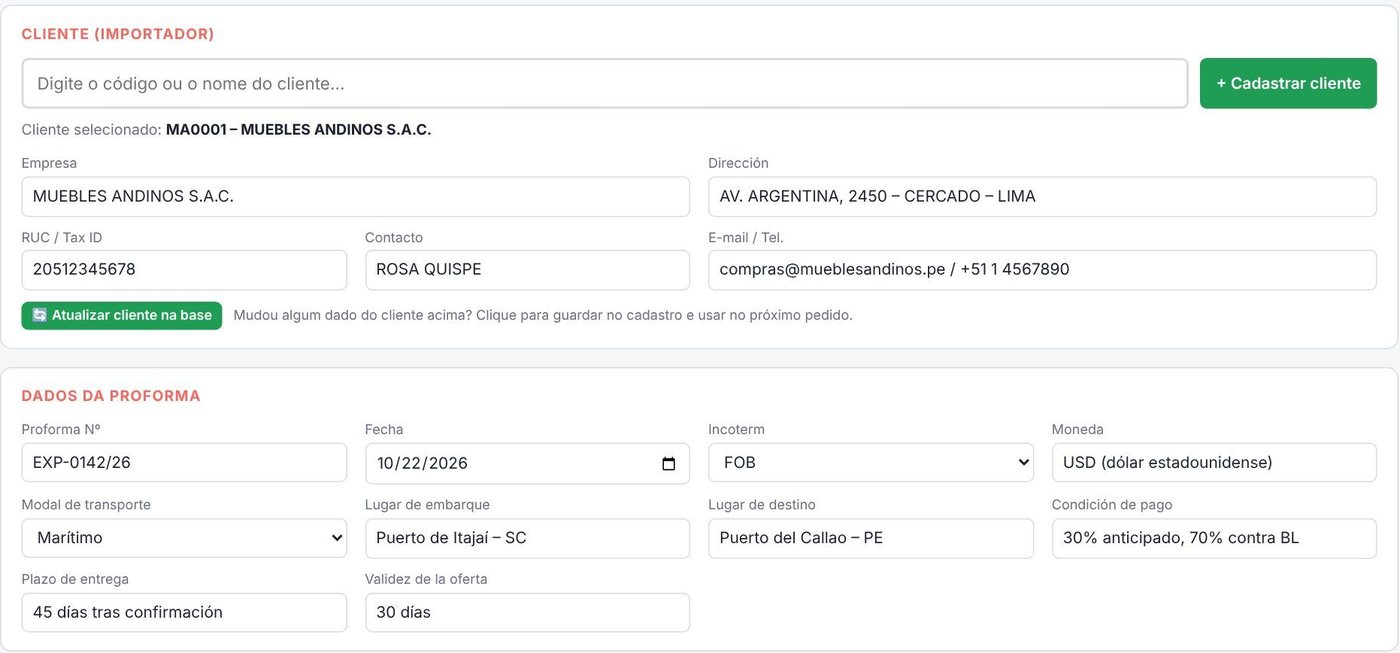 CLIENTE (IMPORTADOR)
Digite o código ou o nome do cliente...
+ Cadastrar cliente
Cliente selecionado: MA0001 – MUEBLES ANDINOS S.A.C.
Empresa
Dirección
MUEBLES ANDINOS S.A.C.
AV. ARGENTINA, 2450 – CERCADO – LIMA
RUC / Tax ID
Contacto
E-mail / Tel.
20512345678
ROSA QUISPE
compras@mueblesandinos.pe / +51 1 4567890
Atualizar cliente na base
Mudou algum dado do cliente acima? Clique para guardar no cadastro e usar no próximo pedido.
DADOS DA PROFORMA
Proforma Nº
Fecha
Incoterm
Moneda
EXP-0142/26
10/22/2026
FOB
USD (dólar estadounidense)
Modal de transporte
Lugar de embarque
Lugar de destino
Condición de pago
Marítimo
Puerto de Itajaí – SC
Puerto del Callao – PE
30% anticipado, 70% contra BL
Plazo de entrega
Validez de la oferta
45 días tras confirmación
30 días